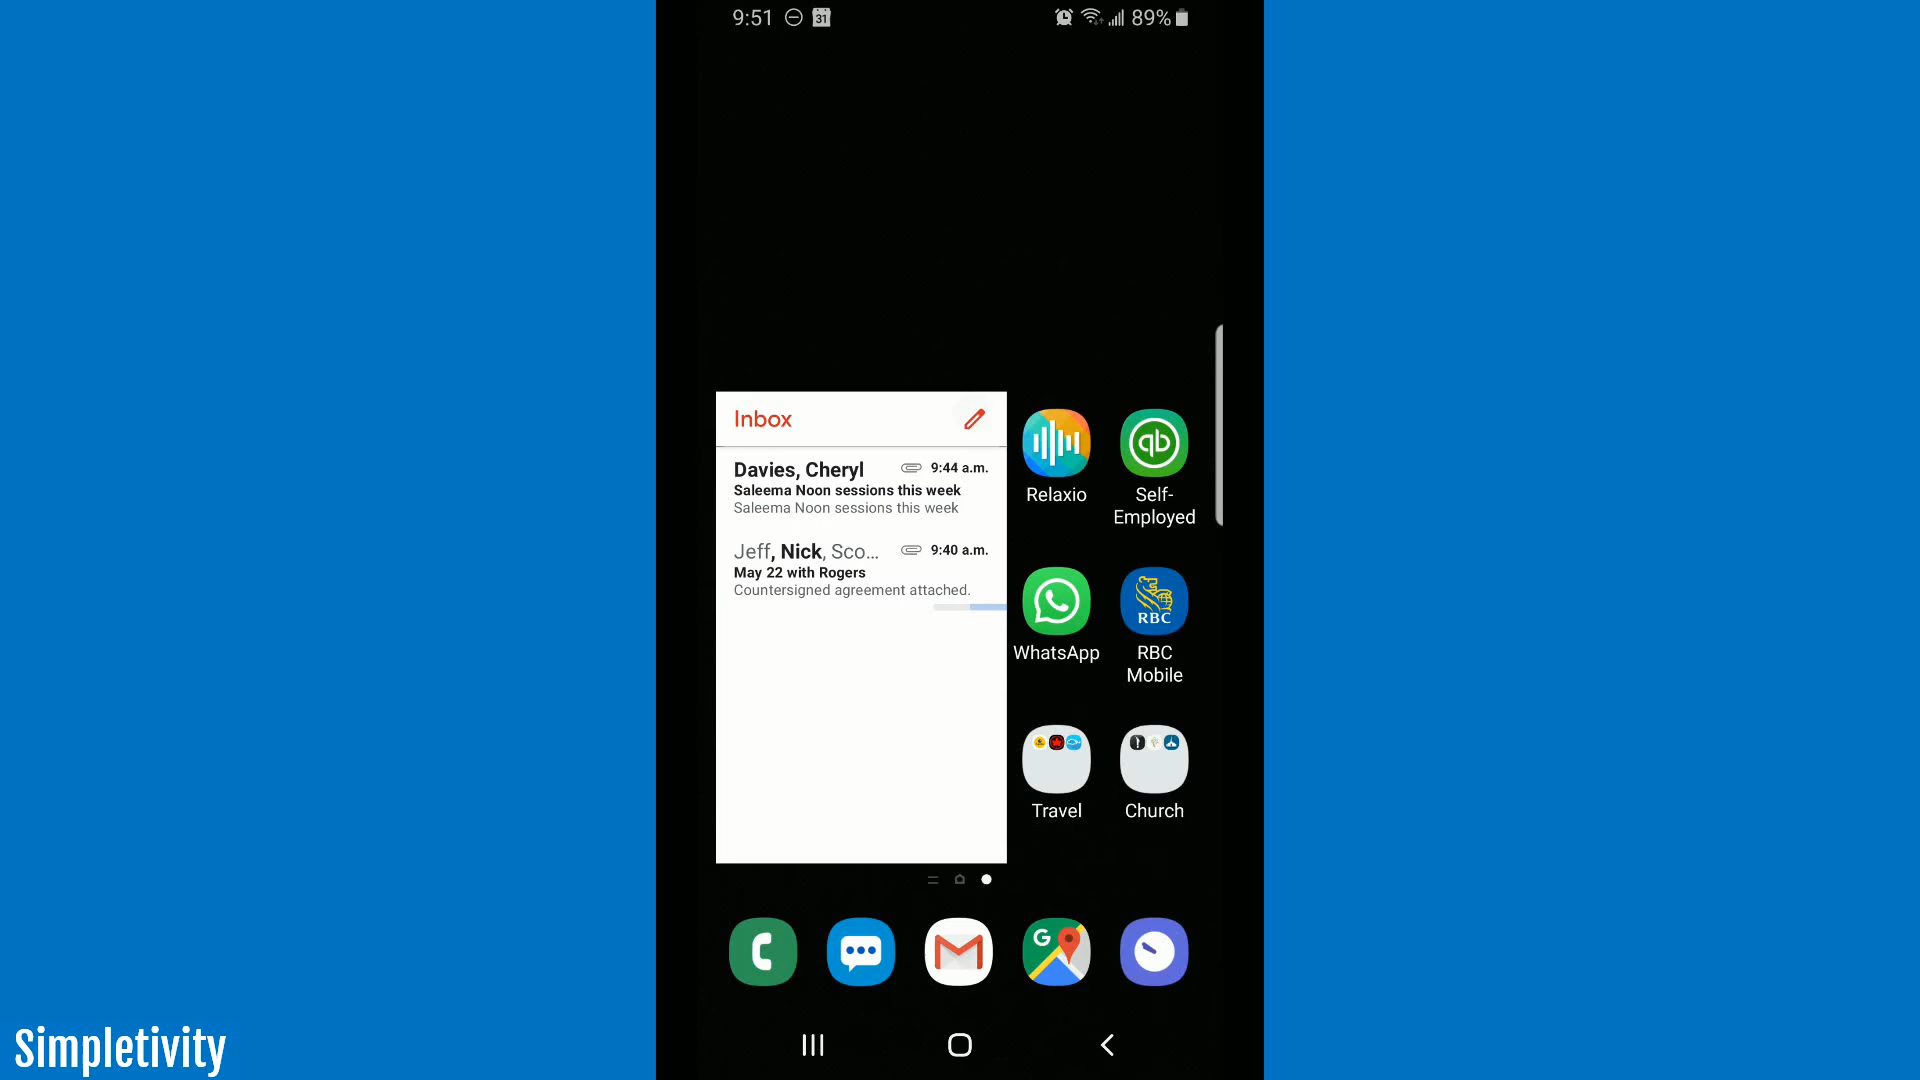 9:51 31 89%
Inbox
Davies, Cheryl 9:44 a.m.
Saleema Noon sessions this week
Saleema Noon sessions this week
Jeff, Nick, Sco... 9:40 a.m.
May 22 with Rogers
Countersigned agreement attached.
Relaxio
qb
Self-
Employed
WhatsApp
RBC
RBC
Mobile
Travel
Church
G
Simpletivity